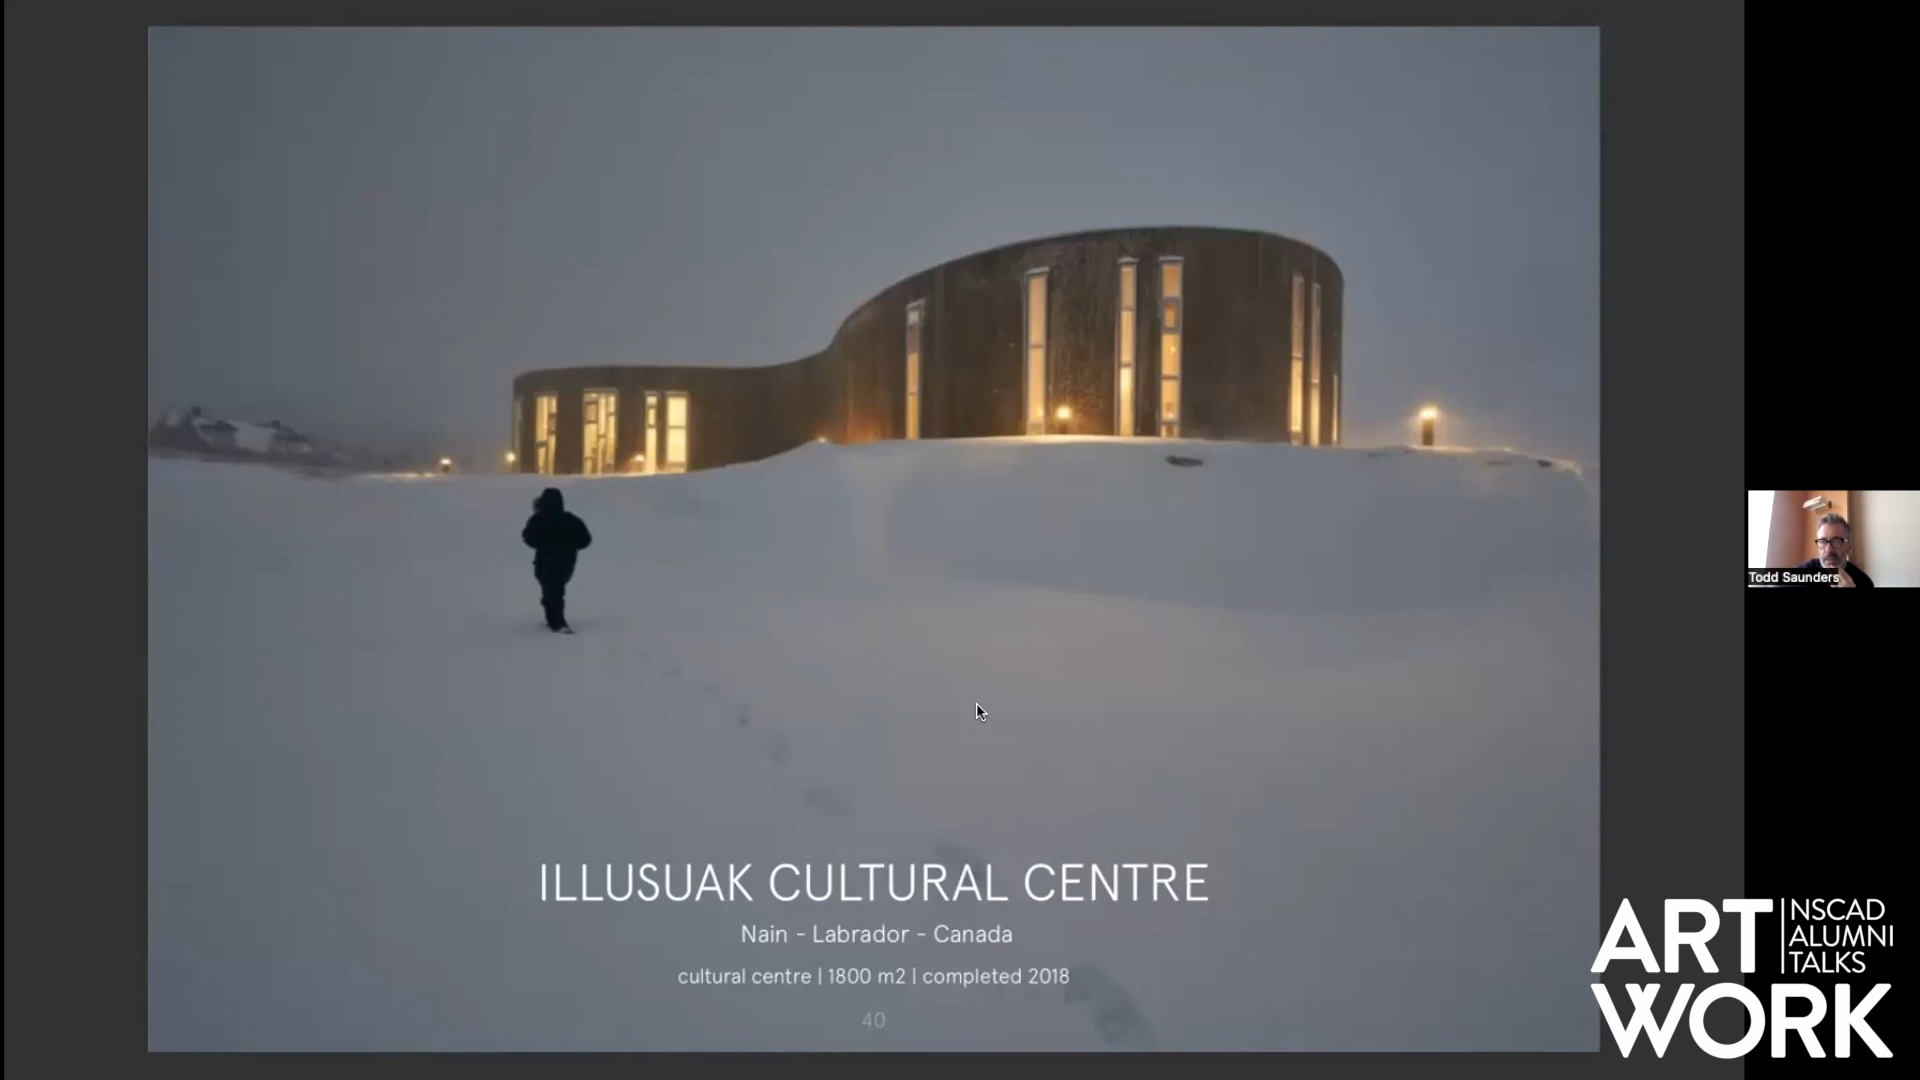 ILLUSUAK CULTURAL CENTRE
Nain - Labrador - Canada
cultural centre | 1800 m2 | completed 2018
40
Todd Saunders
ART
WORK
NSCAD
ALUMNI
TALKS